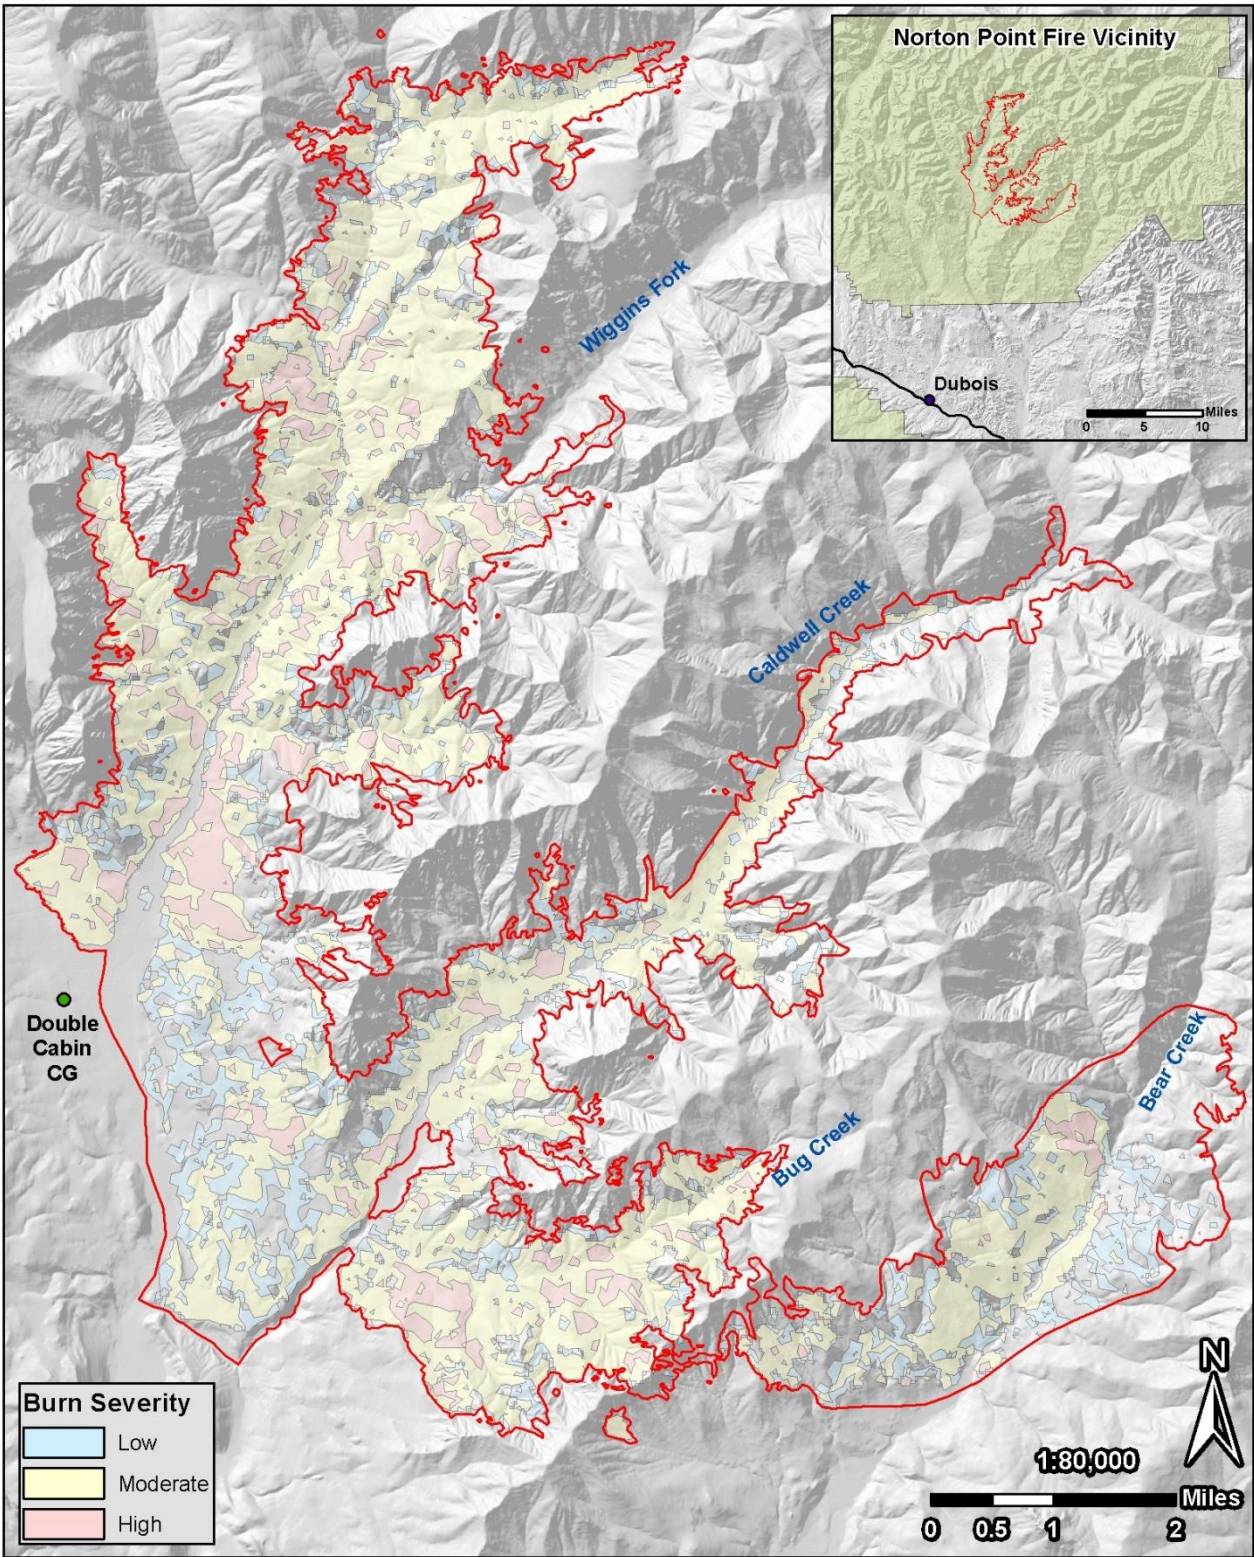 Norton Point Fire Vicinity
Dubois
Miles
0 5 10
Wiggins Fork
Caldwell Creek
Double
Cabin
CG
Bear Creek
Bug Creek
Burn Severity
Low
Moderate
High
N
1:80,000
Miles
0 0.5 1 2